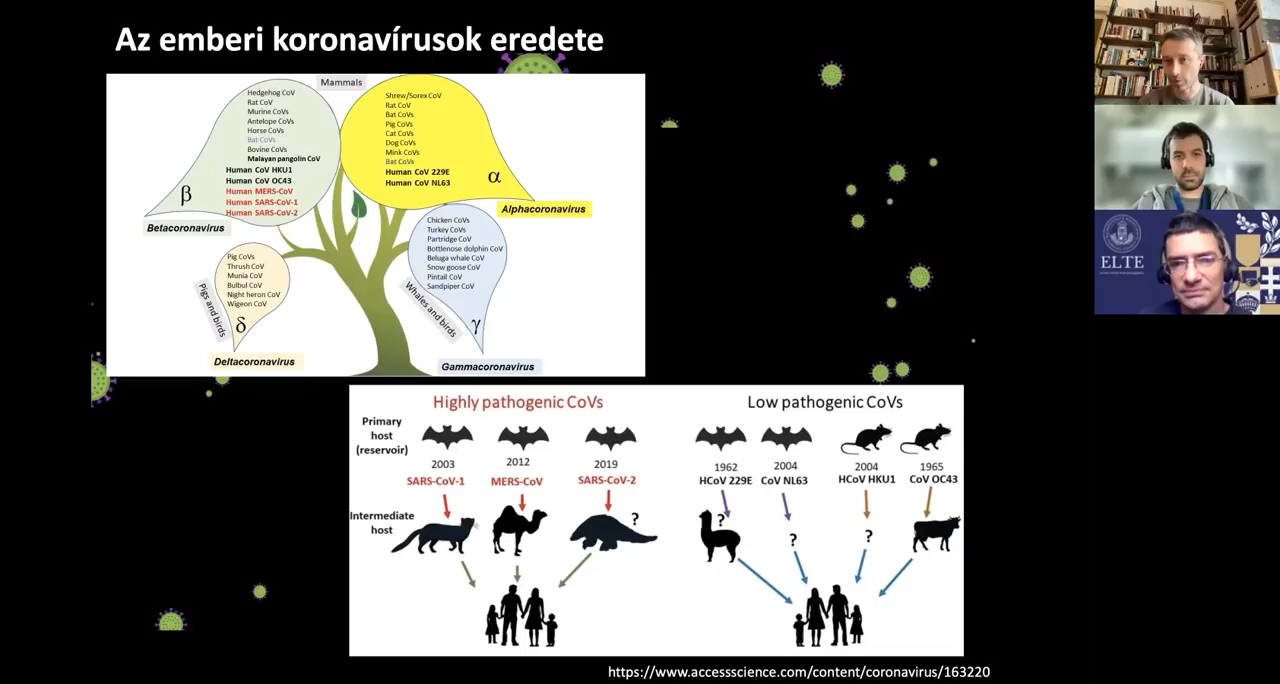 Az emberi koronavírusok eredete
Mammals
Hedgehog CoV
Rat CoV
Murine CoVs
Antelope CoVs
Horse CoVs
Bat CoVs
Bovine CoVs
Malayan pangolin CoV
Human CoV HKU1
Human CoV OC43
Human MERS-CoV
Human SARS-CoV-1
Human SARS-CoV-2
β
Betacoronavirus
Shrew/Sorex CoV
Rat CoV
Bat CoVs
Pig CoVs
Cat CoVs
Dog CoVs
Mink CoVs
Bat CoVs
Human CoV 229E
Human CoV NL63
α
Alphacoronavirus
Pig CoVs
Thrush CoV
Munia CoV
Bulbul CoV
Night heron CoV
Wigeon CoV
Pigs and birds
δ
Deltacoronavirus
Chicken CoVs
Turkey CoVs
Partridge CoV
Bottlenose dolphin CoV
Beluga whale CoV
Snow goose CoV
Pintail CoV
Sandpiper CoV
Whales and birds
γ
Gammacoronavirus
ELTE
Highly pathogenic CoVs
Low pathogenic CoVs
Primary
host
(reservoir)
2003
2012
2019
1962
2004
2004
1965
SARS-CoV-1
MERS-CoV
SARS-CoV-2
HCoV 229E
CoV NL63
HCoV HKU1
CoV OC43
Intermediate
host
?
?
?
?
https://www.accessscience.com/content/coronavirus/163220